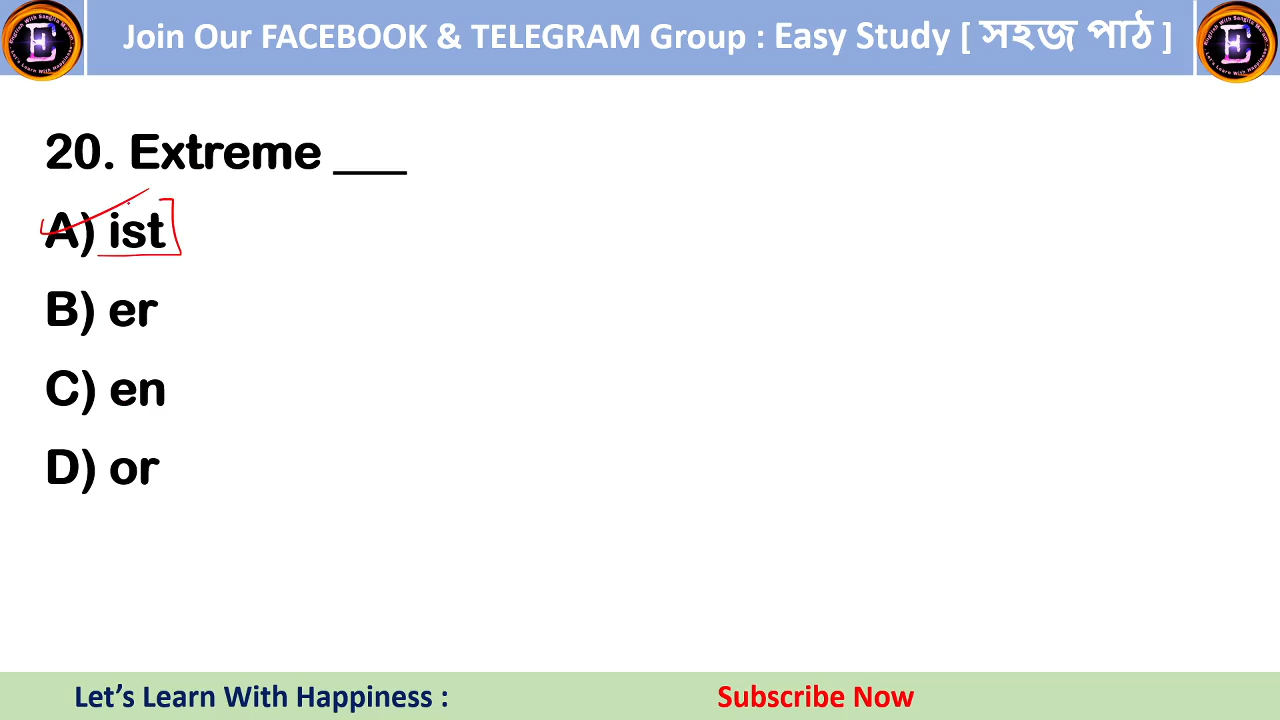 Join Our FACEBOOK & TELEGRAM Group : Easy Study [ সহজ পাঠ ]
20. Extreme ___
A) ist
B) er
C) en
D) or
Let’s Learn With Happiness :
Subscribe Now